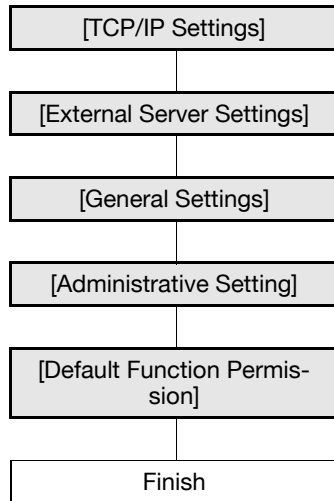 [TCP/IP Settings]
[External Server Settings]
[General Settings]
[Administrative Setting]
[Default Function Permis-
sion]
Finish